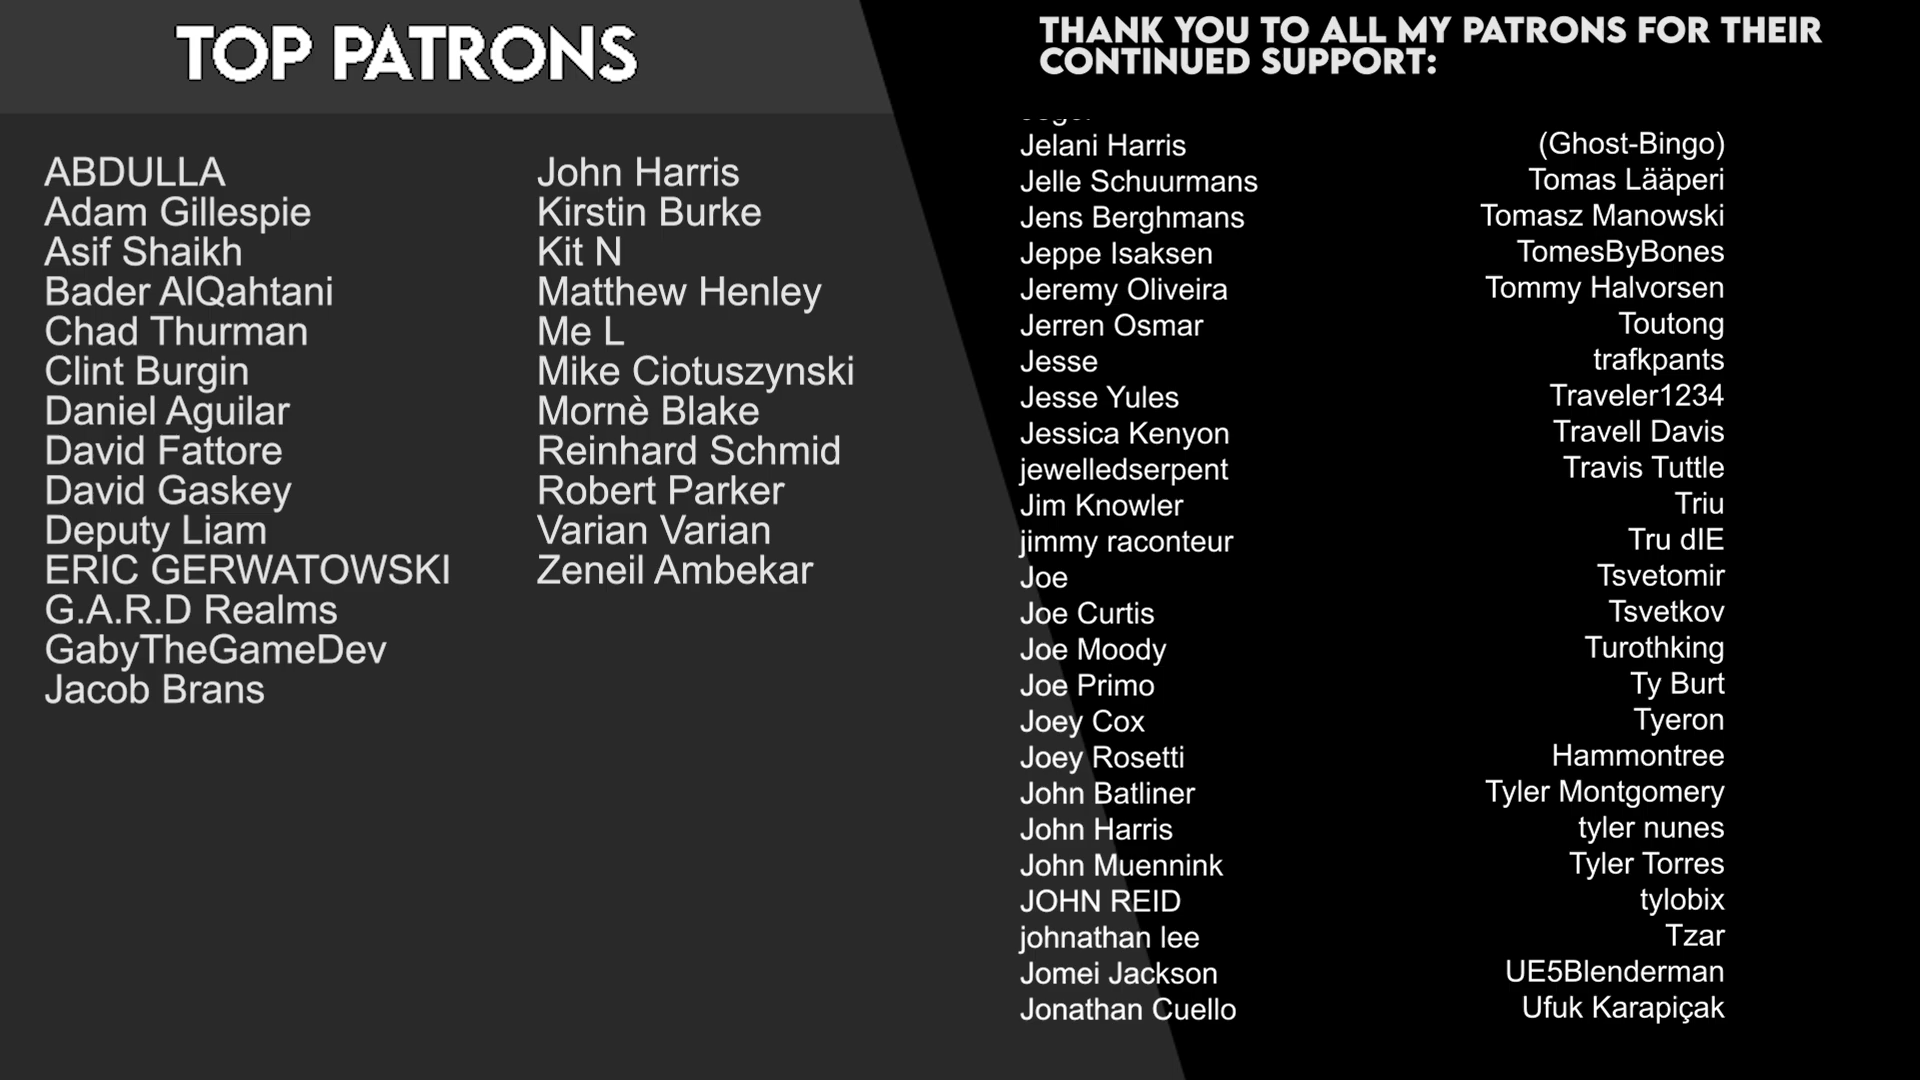 TOP PATRONS
ABDULLA
Adam Gillespie
Asif Shaikh
Bader AlQahtani
Chad Thurman
Clint Burgin
Daniel Aguilar
David Fattore
David Gaskey
Deputy Liam
ERIC GERWATOWSKI
G.A.R.D Realms
GabyTheGameDev
Jacob Brans
John Harris
Kirstin Burke
Kit N
Matthew Henley
Me L
Mike Ciotuszynski
Mornè Blake
Reinhard Schmid
Robert Parker
Varian Varian
Zeneil Ambekar
THANK YOU TO ALL MY PATRONS FOR THEIR
CONTINUED SUPPORT:
Jelani Harris
Jelle Schuurmans
Jens Berghmans
Jeppe Isaksen
Jeremy Oliveira
Jerren Osmar
Jesse
Jesse Yules
Jessica Kenyon
jewelledserpent
Jim Knowler
jimmy raconteur
Joe
Joe Curtis
Joe Moody
Joe Primo
Joey Cox
Joey Rosetti
John Batliner
John Harris
John Muennink
JOHN REID
johnathan lee
Jomei Jackson
Jonathan Cuello
(Ghost-Bingo)
Tomas Lääperi
Tomasz Manowski
TomesByBones
Tommy Halvorsen
Toutong
trafkpants
Traveler1234
Travell Davis
Travis Tuttle
Triu
Tru dIE
Tsvetomir
Tsvetkov
Turothking
Ty Burt
Tyeron
Hammontree
Tyler Montgomery
tyler nunes
Tyler Torres
tylobix
Tzar
UE5Blenderman
Ufuk Karapiçak